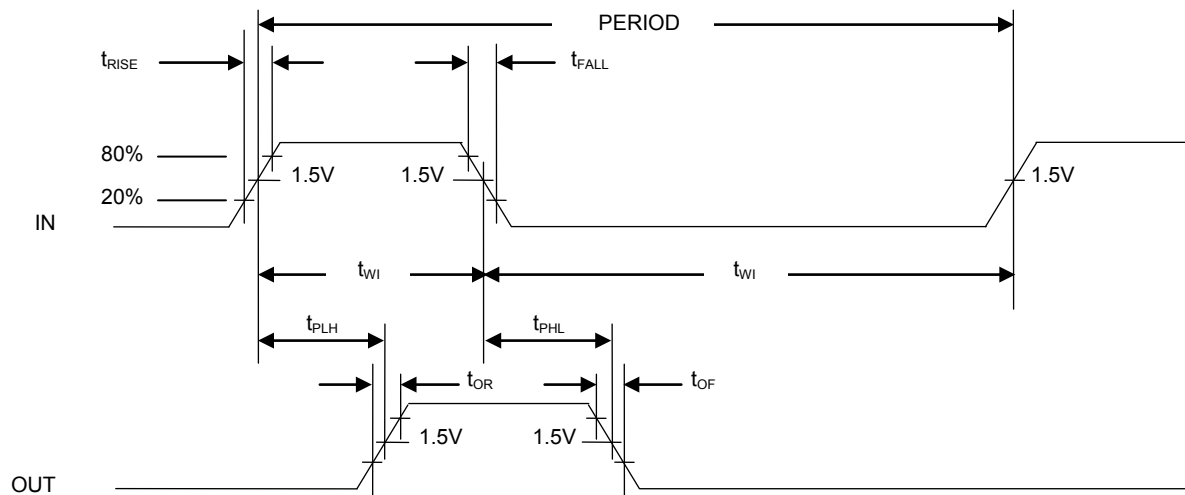 PERIOD
tRISE
tFALL
80%
1.5V 1.5V 1.5V
20%
IN
tWI tWI
tPLH tPHL
tOR tOF
1.5V 1.5V
OUT